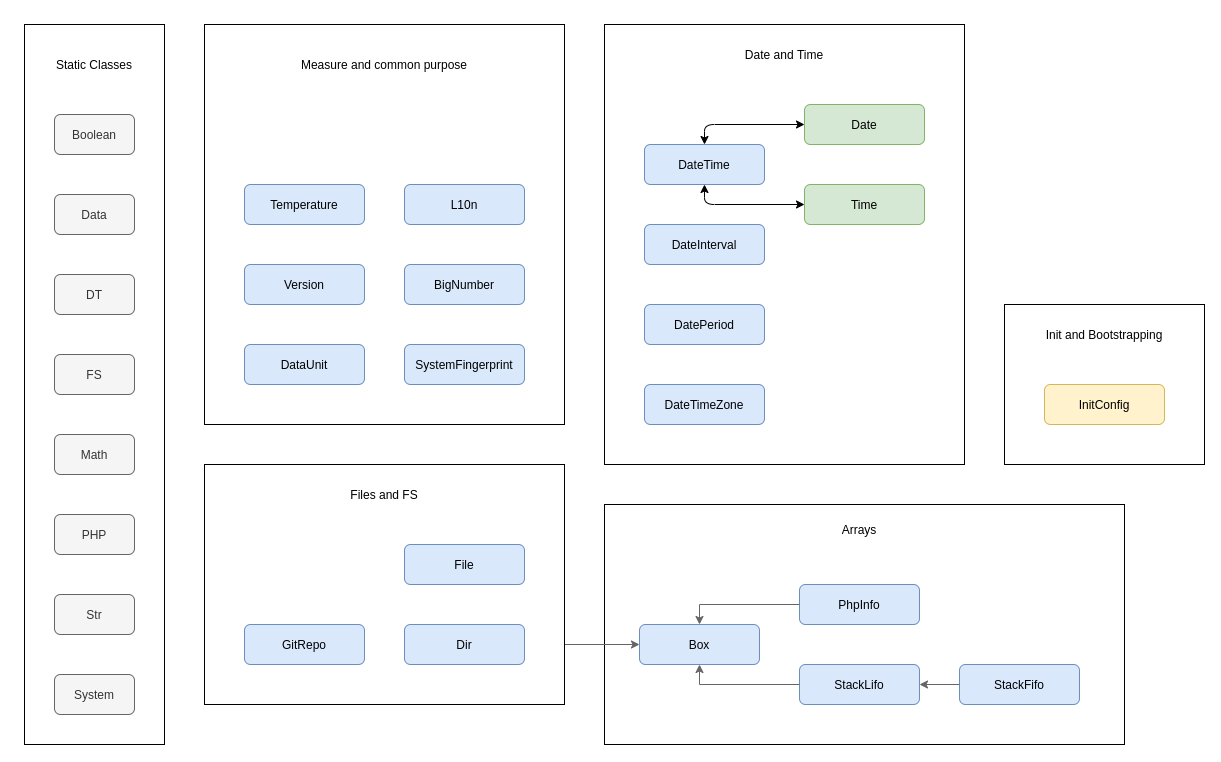 Static Classes
Boolean
Data
DT
FS
Math
PHP
Str
System
Measure and common purpose
Temperature
L10n
Version
BigNumber
DataUnit
SystemFingerprint
Files and FS
File
GitRepo
Dir
Date and Time
Date
DateTime
Time
DateInterval
DatePeriod
DateTimeZone
Init and Bootstrapping
InitConfig
Arrays
PhpInfo
Box
StackLifo
StackFifo